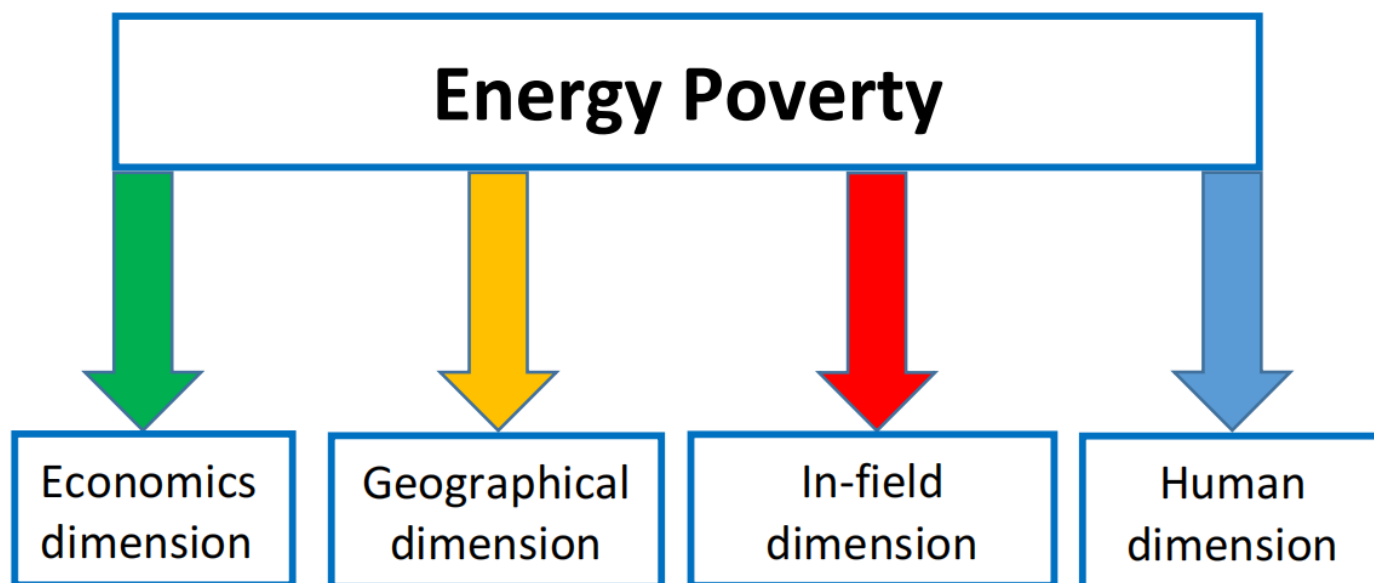 Energy Poverty
Economics
dimension
Geographical
dimension
In-field
dimension
Human
dimension